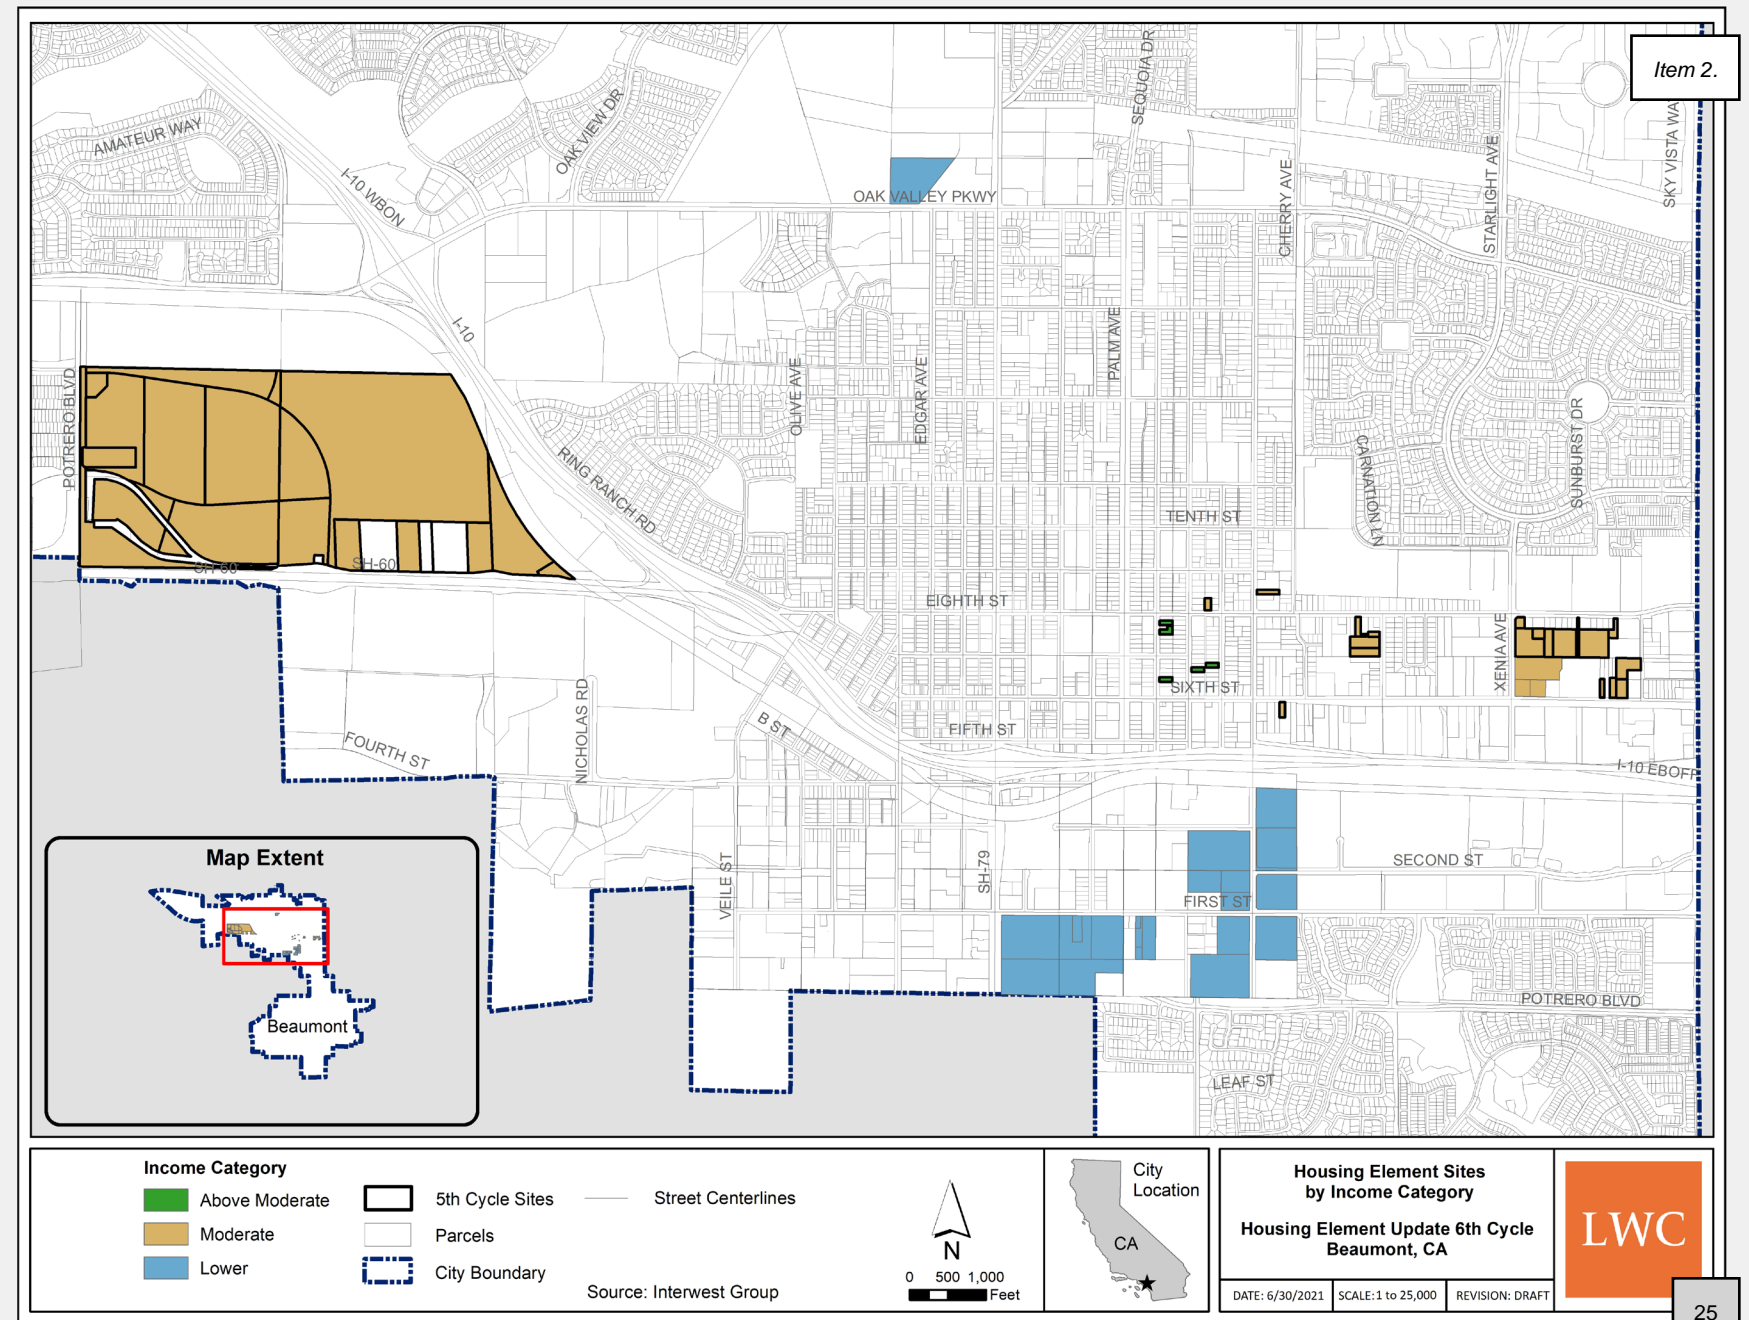 Item 2.
AMATEUR WAY
OAK VIEW DR
SEQUOIA DR
I-10 WBON
OAK VALLEY PKWY
CHERRY AVE
STARLIGHT AVE
SKY VISTA WA
I-10
POTRERO BLVD
OLIVE AVE
EDGAR AVE
PALM AVE
RING RANCH RD
CARNATION LN
SUNBURST DR
TENTH ST
SH-60
SH-60
EIGHTH ST
XENIA AVE
SIXTH ST
NICHOLAS RD
B ST
FIFTH ST
FOURTH ST
I-10 EBOFF
VEILE ST
SH-79
SECOND ST
FIRST ST
POTRERO BLVD
LEAF ST
Map Extent
Beaumont
Income Category
Above Moderate
Moderate
Lower
5th Cycle Sites
Parcels
City Boundary
Street Centerlines
Source: Interwest Group
N
0 500 1,000
Feet
City
Location
CA
Housing Element Sites
by Income Category
Housing Element Update 6th Cycle
Beaumont, CA
DATE: 6/30/2021
SCALE:1 to 25,000
REVISION: DRAFT
LWC
25